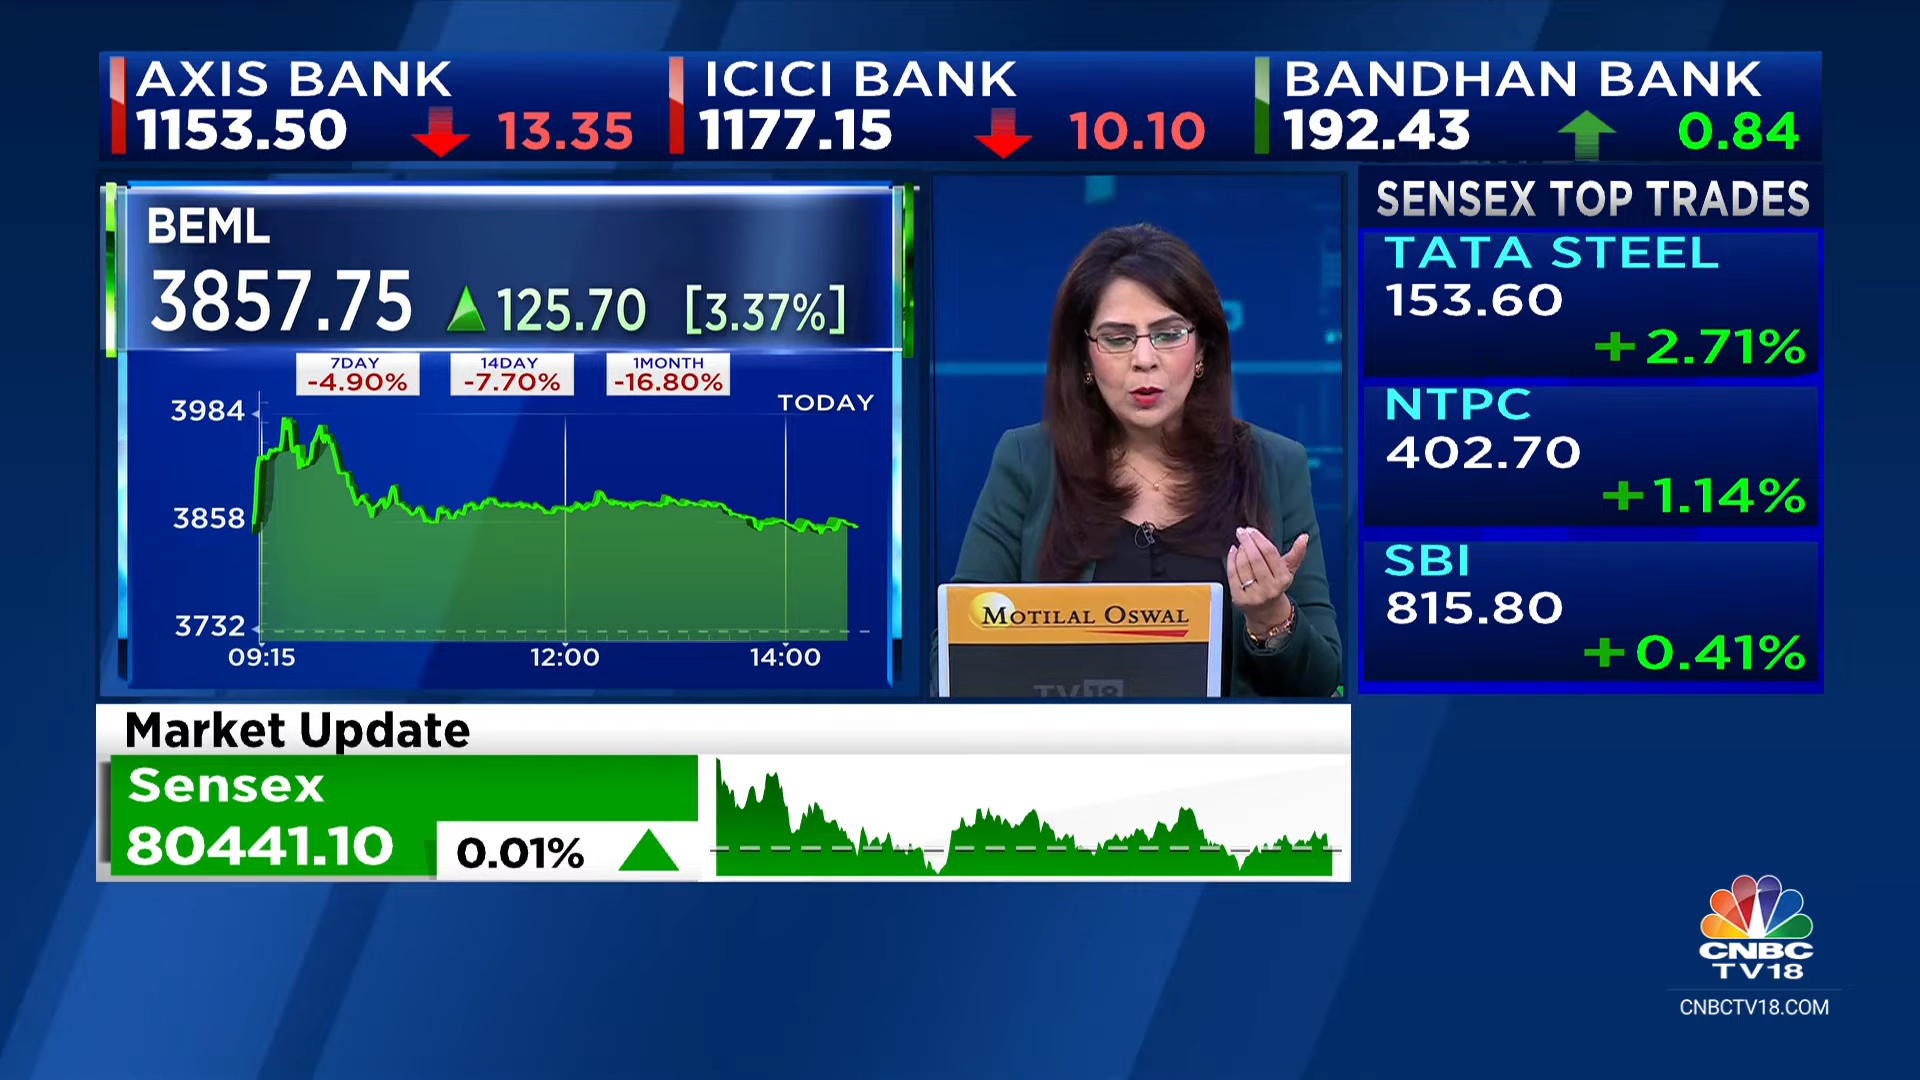 AXIS BANK
1153.50 13.35
ICICI BANK
1177.15 10.10
BANDHAN BANK
192.43 0.84
BEML
3857.75 125.70 [3.37%]
7DAY
-4.90%
14DAY
-7.70%
1MONTH
-16.80%
TODAY
3984
3858
3732
09:15 12:00 14:00
MOTILAL OSWAL
TV18
SENSEX TOP TRADES
TATA STEEL
153.60
+2.71%
NTPC
402.70
+1.14%
SBI
815.80
+0.41%
Market Update
Sensex
80441.10 0.01%
CNBC
TV18
CNBCTV18.COM